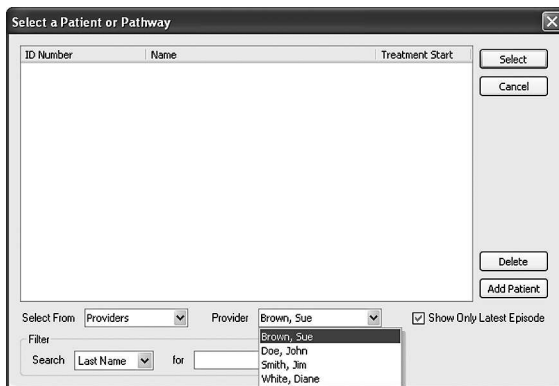 Select a Patient or Pathway
ID Number Name Treatment Start
Select
Cancel
Delete
Add Patient
Select From Providers Provider Brown, Sue Show Only Latest Episode
Filter
Search Last Name for
Brown, Sue
Doe, John
Smith, Jim
White, Diane